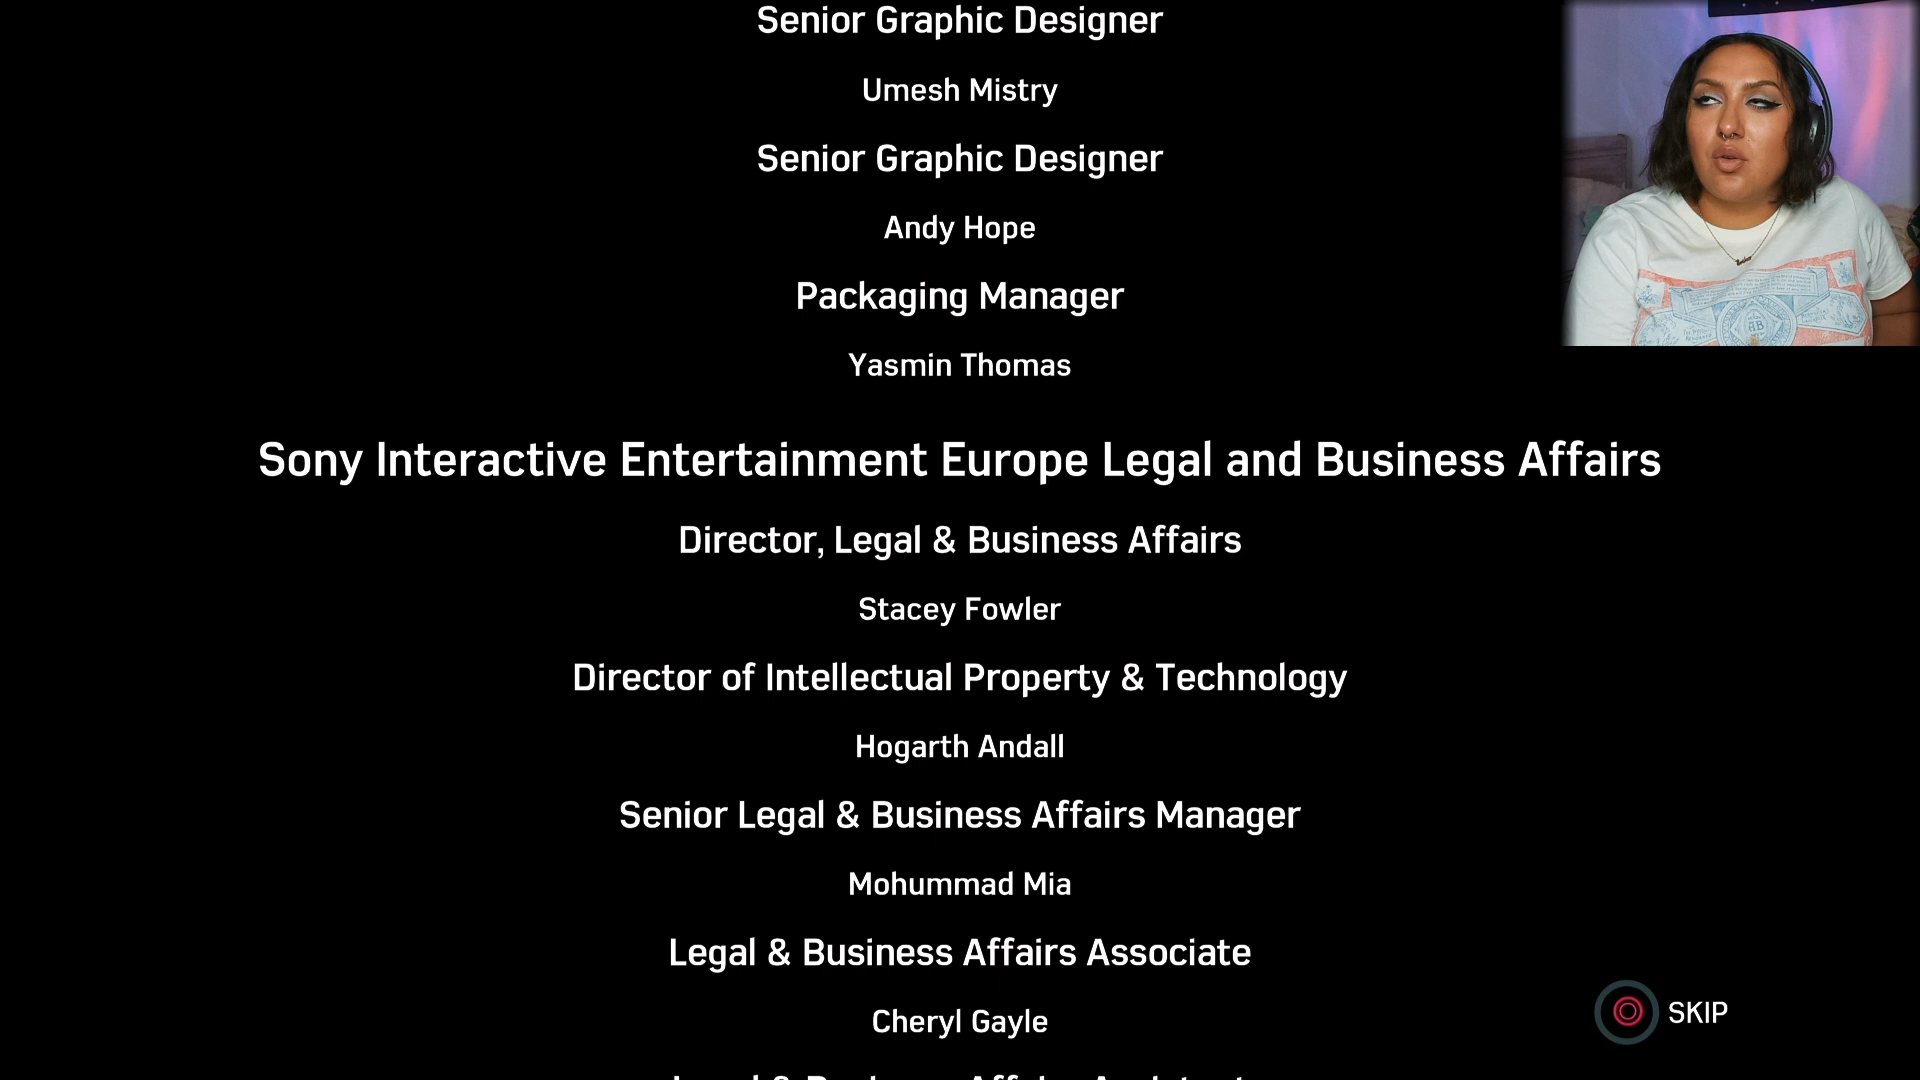 Senior Graphic Designer
Umesh Mistry
Senior Graphic Designer
Andy Hope
Packaging Manager
Yasmin Thomas
Sony Interactive Entertainment Europe Legal and Business Affairs
Director, Legal & Business Affairs
Stacey Fowler
Director of Intellectual Property & Technology
Hogarth Andall
Senior Legal & Business Affairs Manager
Mohummad Mia
Legal & Business Affairs Associate
Cheryl Gayle
SKIP